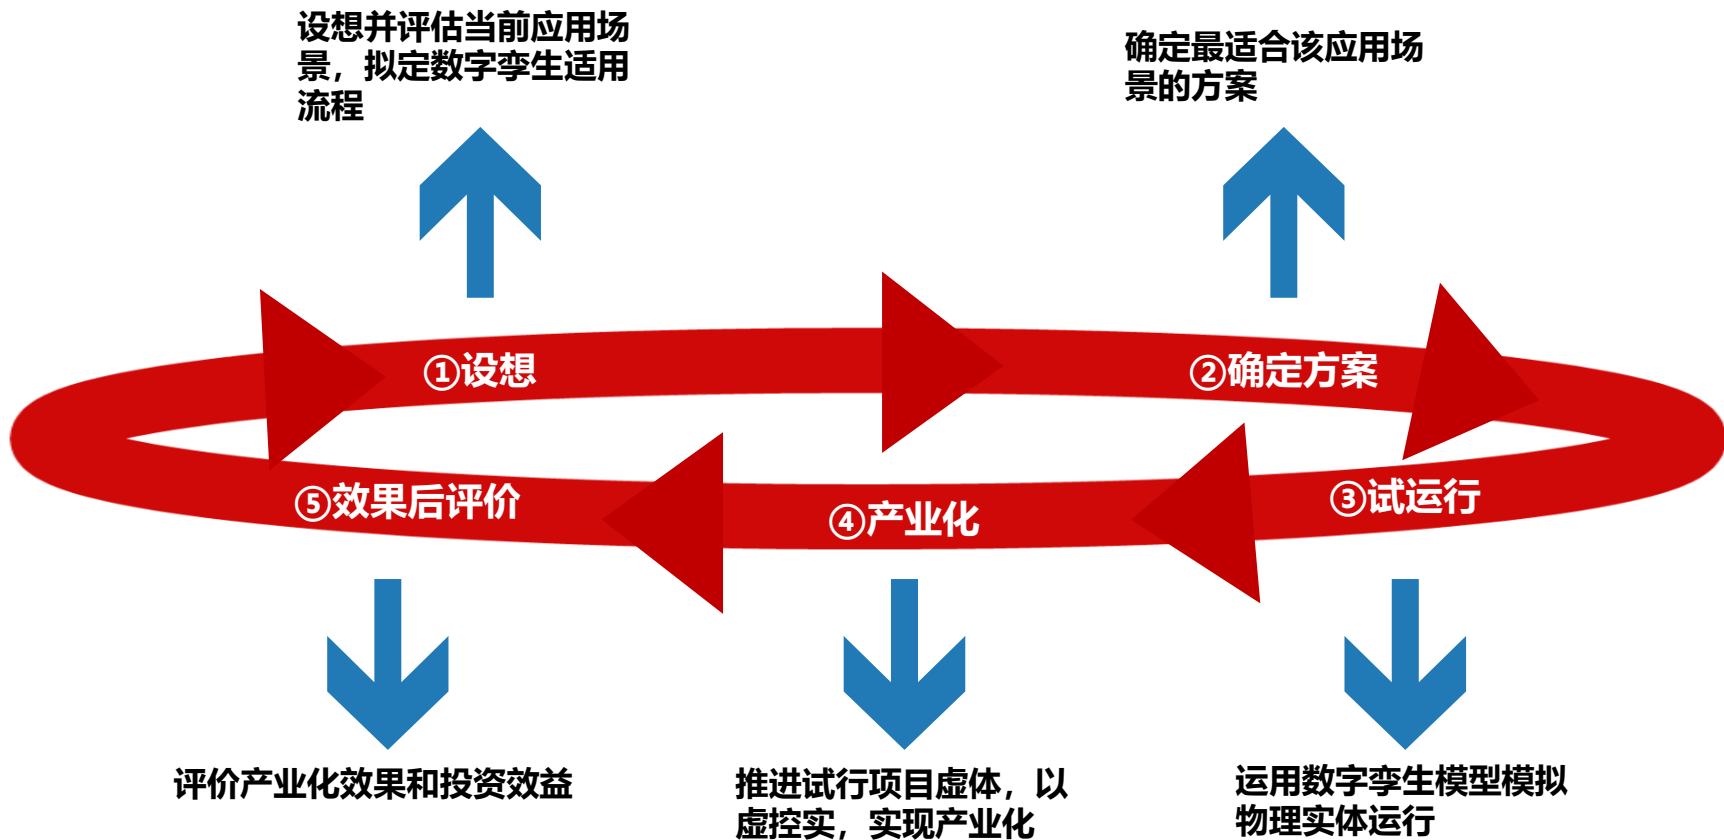 设想并评估当前应用场
景，拟定数字孪生适用
流程
确定最适合该应用场
景的方案
①设想
②确定方案
③试运行
④产业化
⑤效果后评价
评价产业化效果和投资效益
推进试行项目虚体，以
虚控实，实现产业化
运用数字孪生模型模拟
物理实体运行